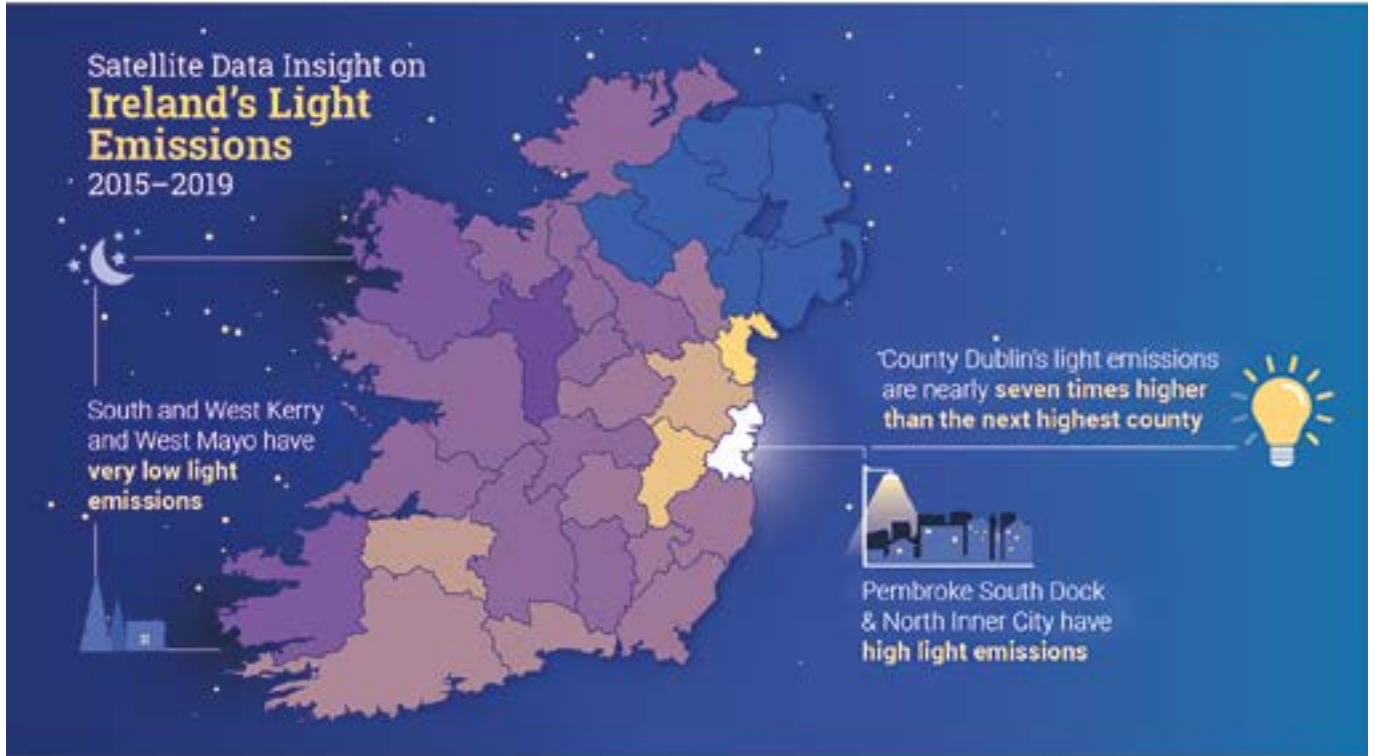 Satellite Data Insight on
Ireland's Light
Emissions
2015–2019
South and West Kerry
and West Mayo have
very low light
emissions
County Dublin's light emissions
are nearly seven times higher
than the next highest county
Pembroke South Dock
& North Inner City have
high light emissions